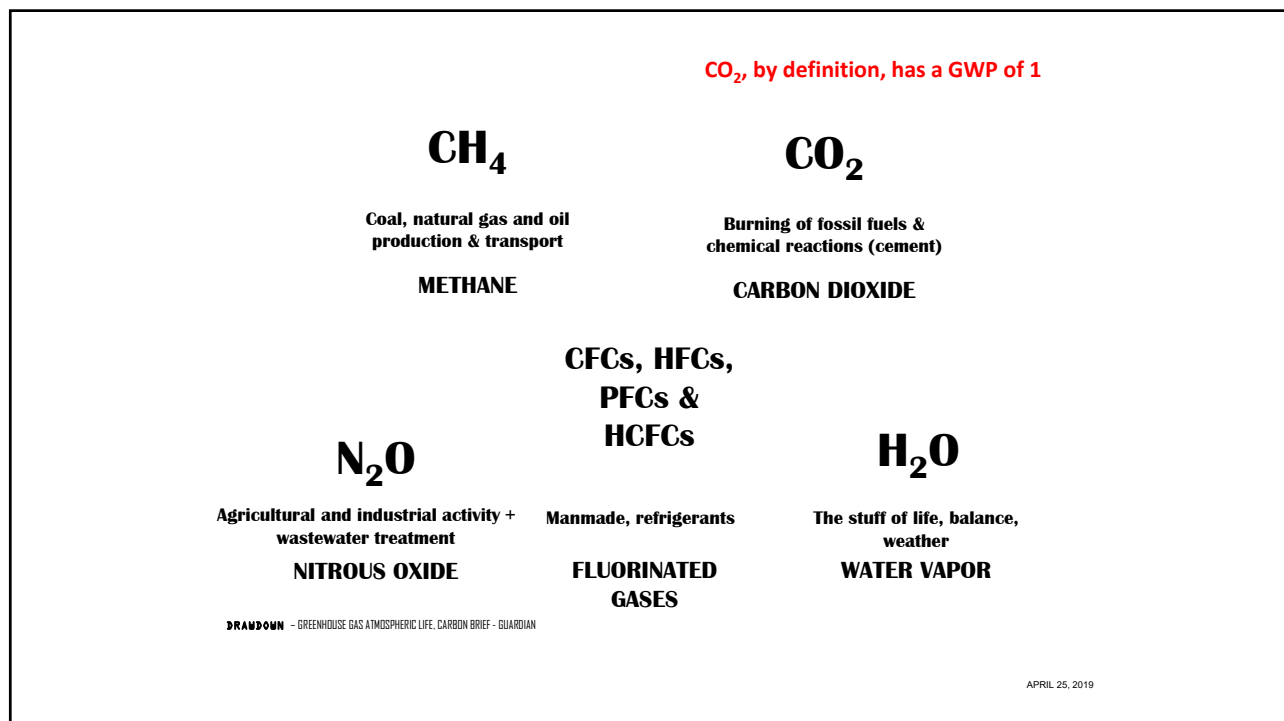 CO₂, by definition, has a GWP of 1
CH₄
Coal, natural gas and oil
production & transport
METHANE
CO₂
Burning of fossil fuels &
chemical reactions (cement)
CARBON DIOXIDE
CFCs, HFCs,
PFCs &
HCFCs
Manmade, refrigerants
FLUORINATED
GASES
N₂O
Agricultural and industrial activity +
wastewater treatment
NITROUS OXIDE
H₂O
The stuff of life, balance,
weather
WATER VAPOR
DRAWDOWN – GREENHOUSE GAS ATMOSPHERIC LIFE, CARBON BRIEF - GUARDIAN
APRIL 25, 2019